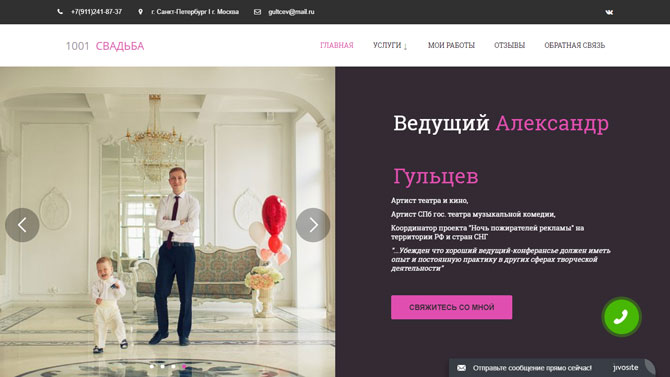 +7(911)241-87-37
г. Санкт-Петербург I г. Москва
gultcev@mail.ru
1001 СВАДЬБА
ГЛАВНАЯ
УСЛУГИ ↓
МОИ РАБОТЫ
ОТЗЫВЫ
ОБРАТНАЯ СВЯЗЬ
Ведущий Александр
Гульцев
Артист театра и кино,
Артист СПб гос. театра музыкальной комедии,
Координатор проекта "Ночь пожирателей рекламы" на
территории РФ и стран СНГ
"...Убежден что хороший ведущий-конферансье должен иметь
опыт и постоянную практику в других сферах творческой
деятельности"
СВЯЖИТЕСЬ СО МНОЙ
Отправьте сообщение прямо сейчас!
jivosite